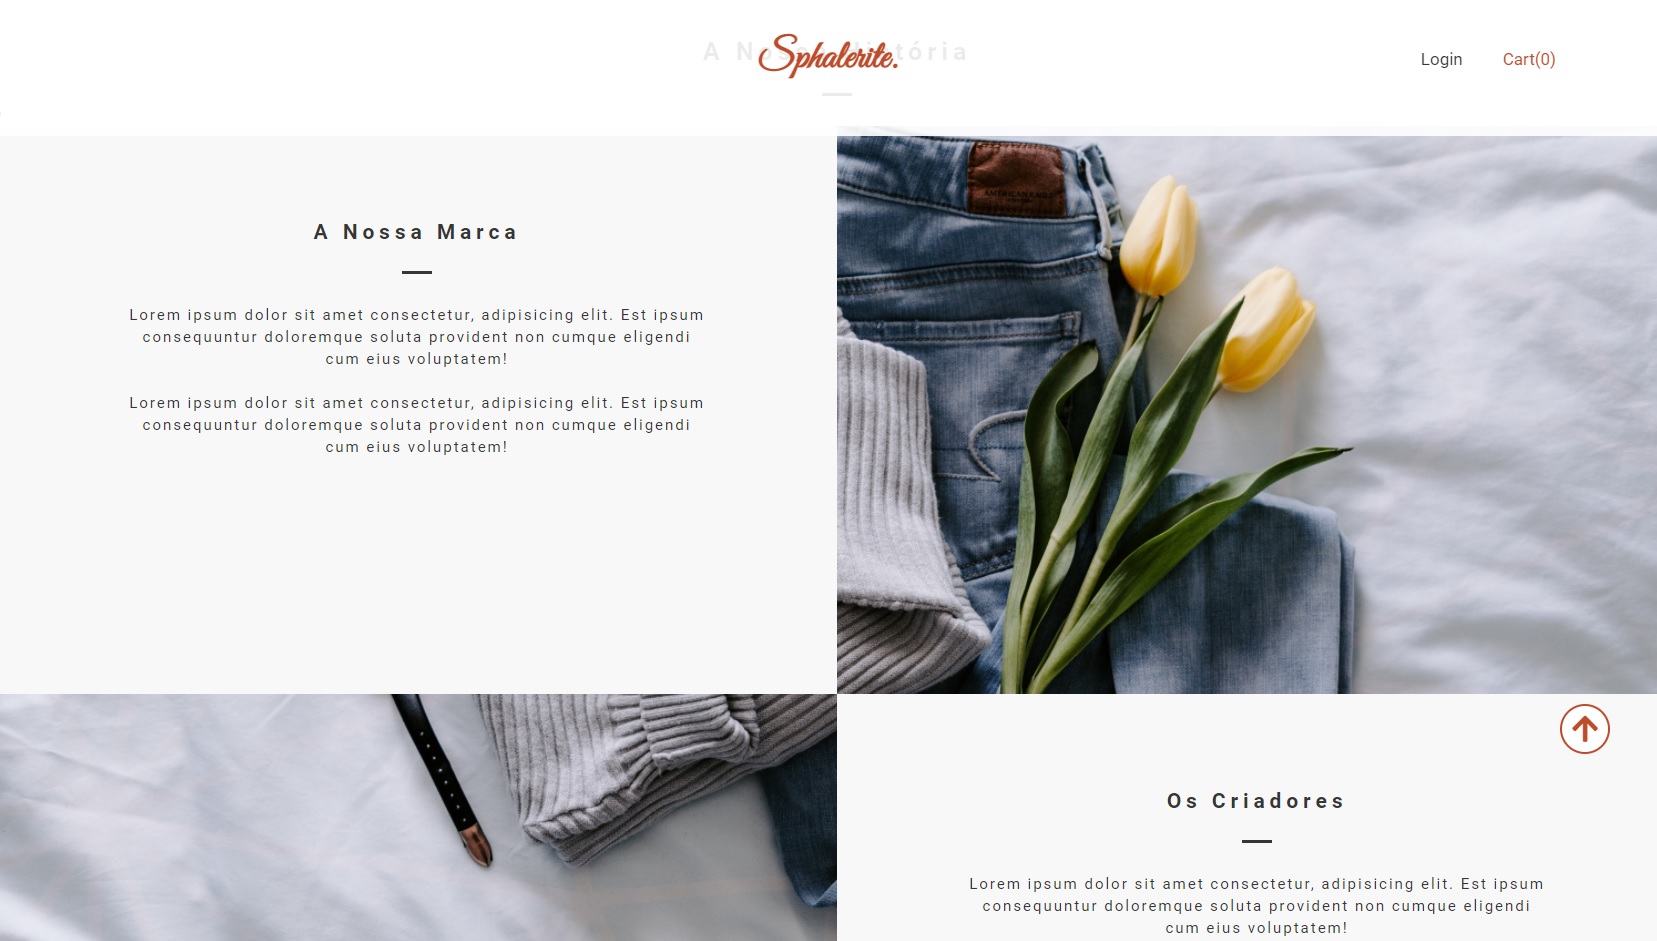 A Nossa História
Sphalerite.
Login
Cart(0)
A Nossa Marca
Lorem ipsum dolor sit amet consectetur, adipisicing elit. Est ipsum
consequuntur doloremque soluta provident non cumque eligendi
cum eius voluptatem!
Lorem ipsum dolor sit amet consectetur, adipisicing elit. Est ipsum
consequuntur doloremque soluta provident non cumque eligendi
cum eius voluptatem!
Os Criadores
Lorem ipsum dolor sit amet consectetur, adipisicing elit. Est ipsum
consequuntur doloremque soluta provident non cumque eligendi
cum eius voluptatem!